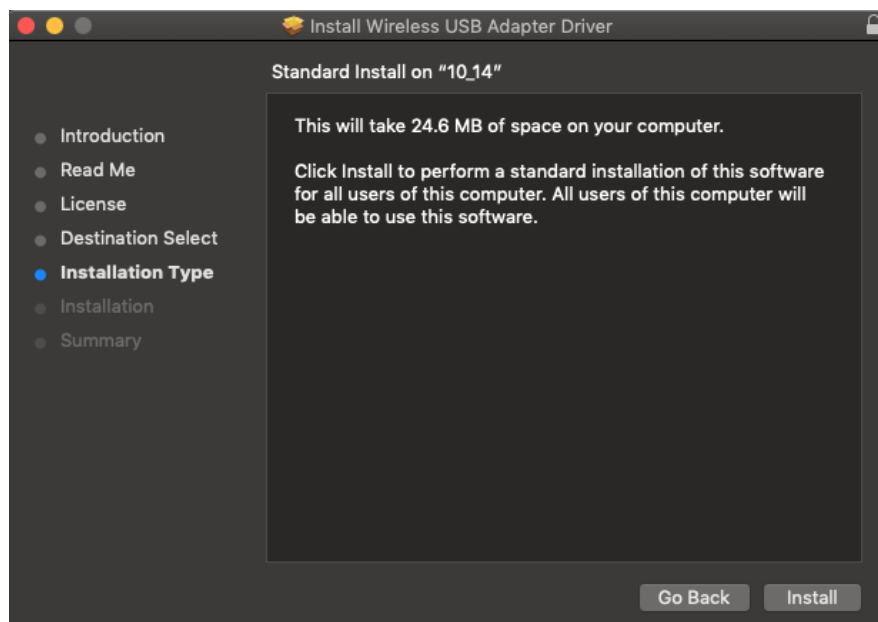 Install Wireless USB Adapter Driver
Standard Install on “10_14”
Introduction
Read Me
License
Destination Select
Installation Type
Installation
Summary
This will take 24.6 MB of space on your computer.
Click Install to perform a standard installation of this software
for all users of this computer. All users of this computer will
be able to use this software.
Go Back
Install